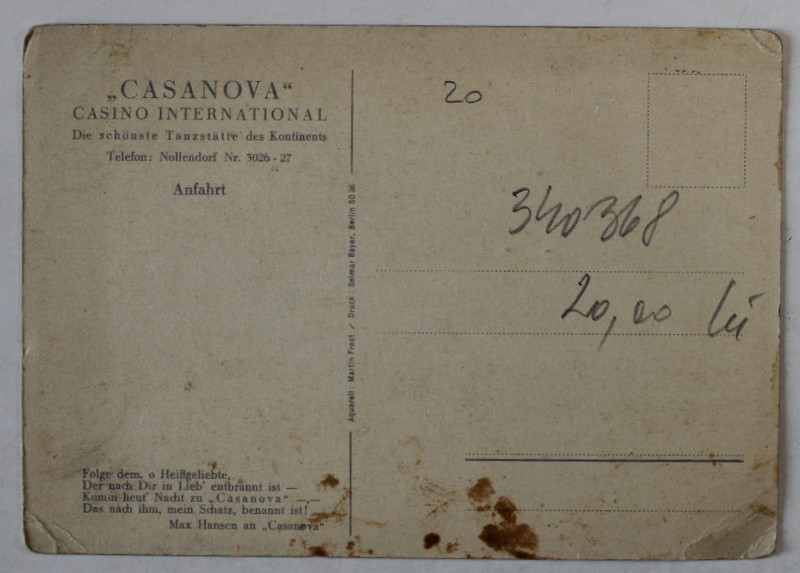 „CASANOVA“
CASINO INTERNATIONAL
Die schönste Tanzstätte des Kontinents
Telefon: Nollendorf Nr. 3026-27
Anfahrt
Folge dem, o Heißgeliebte,
Der nach Dir in Lieb' entbrannt ist —
Komm heut' Nacht zu „Casanova“ —,—
Das nach ihm, mein Schatz, benannt ist!
Max Hansen an „Casanova“
Aquarell: Martin Frost / Druck: Selmar Bayer, Berlin SO 36
20
340368
20,00 lei